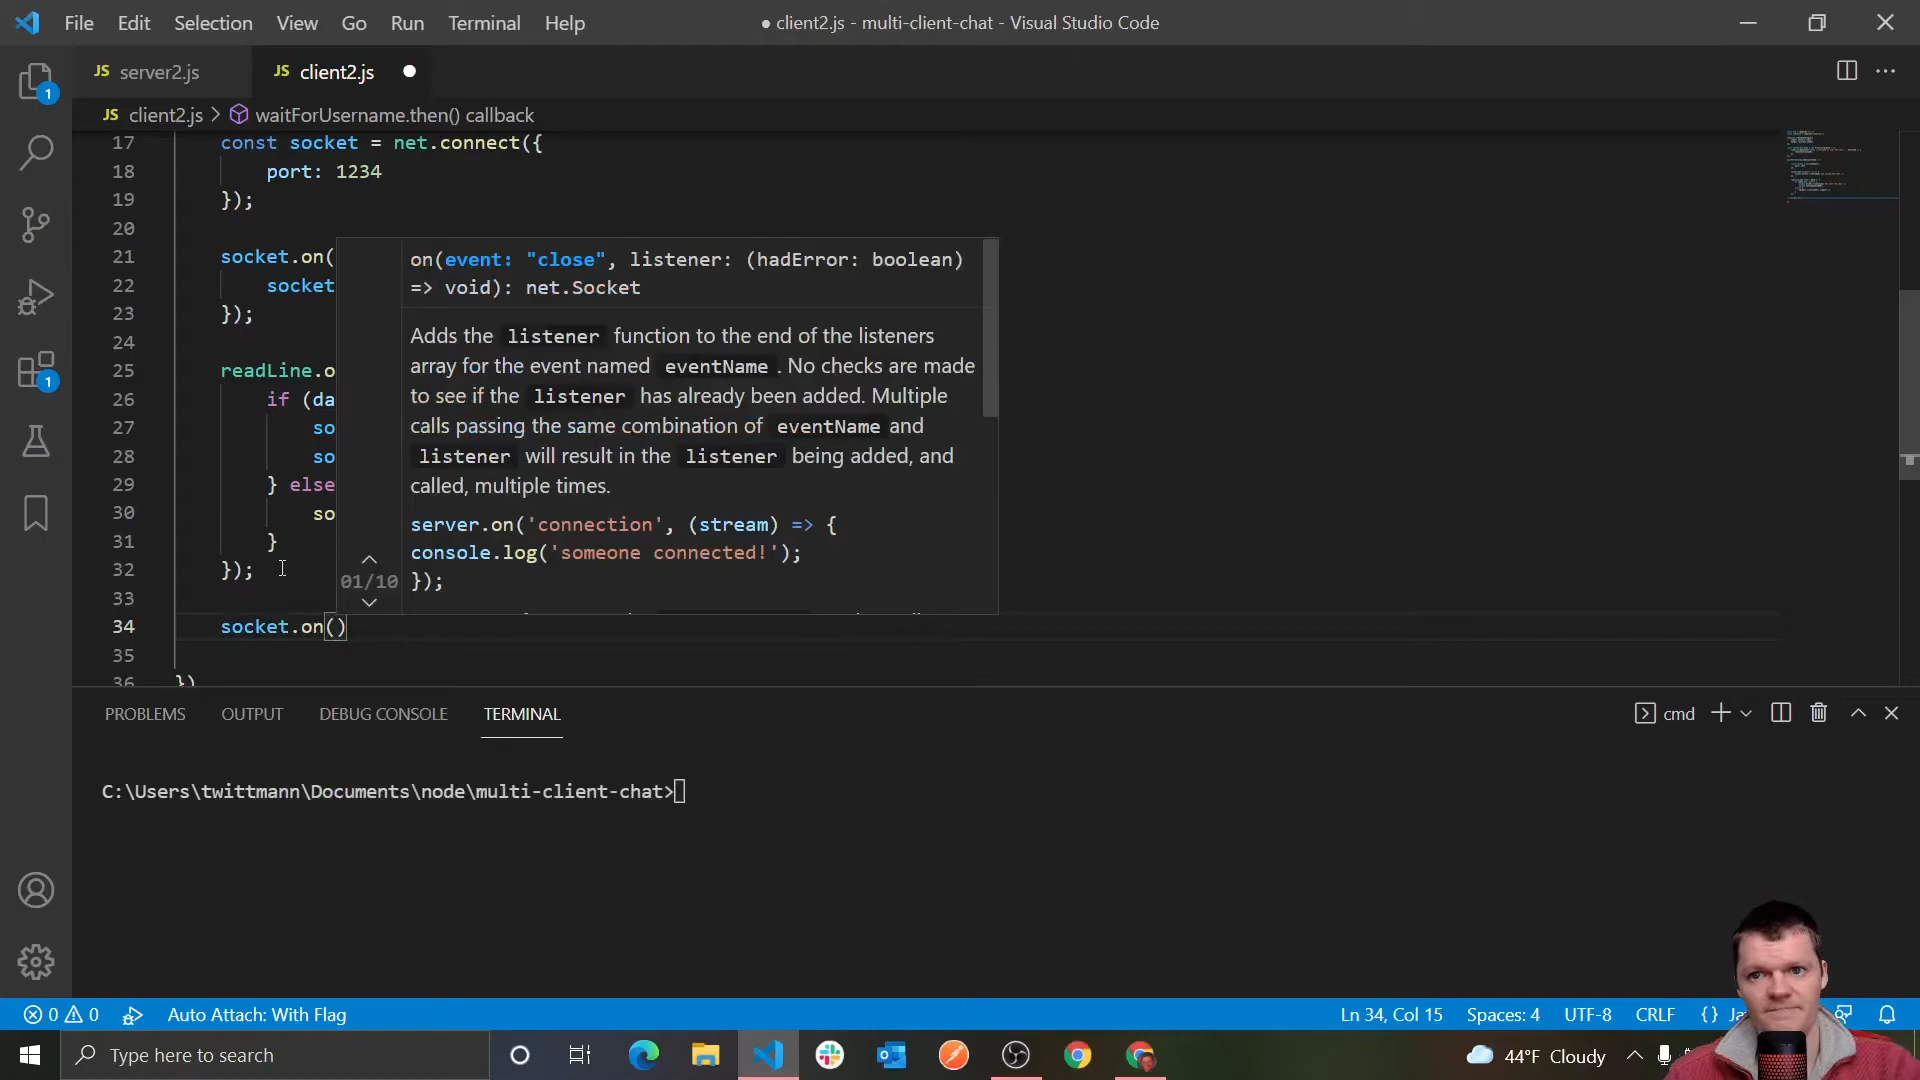 File Edit Selection View Go Run Terminal Help
● client2.js - multi-client-chat - Visual Studio Code
JS server2.js
JS client2.js ●
JS client2.js > waitForUsername.then() callback
17 const socket = net.connect({
18 port: 1234
19 });
20
21 socket.on(
22 socket
23 });
24
25 readLine.o
26 if (da
27 so
28 so
29 } else
30 so
31 }
32 });
33
34 socket.on()
35
36 })
on(event: "close", listener: (hadError: boolean)
=> void): net.Socket
Adds the listener function to the end of the listeners
array for the event named eventName . No checks are made
to see if the listener has already been added. Multiple
calls passing the same combination of eventName and
listener will result in the listener being added, and
called, multiple times.
server.on('connection', (stream) => {
console.log('someone connected!');
});
01/10
1
1
PROBLEMS OUTPUT DEBUG CONSOLE TERMINAL
cmd
C:\Users\twittmann\Documents\node\multi-client-chat>
0 0 Auto Attach: With Flag
Ln 34, Col 15 Spaces: 4 UTF-8 CRLF {} Ja
Type here to search
44°F Cloudy